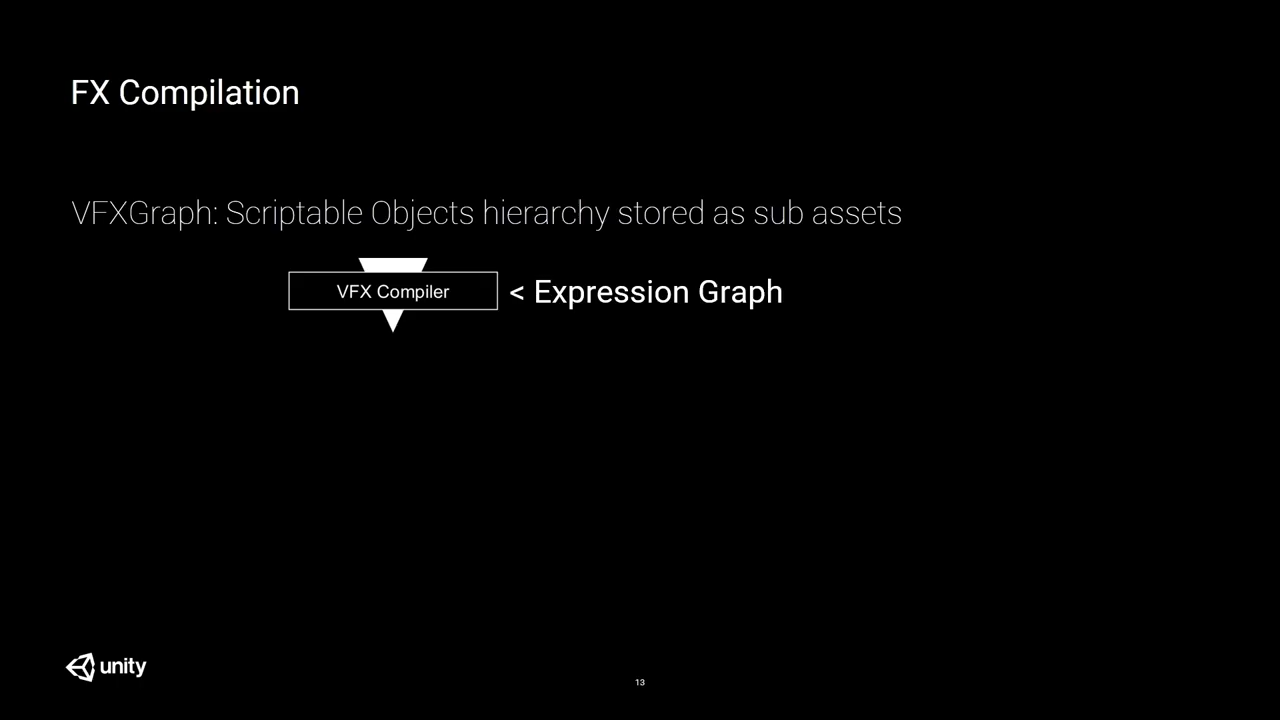 FX Compilation
VFXGraph: Scriptable Objects hierarchy stored as sub assets
VFX Compiler
< Expression Graph
unity
13